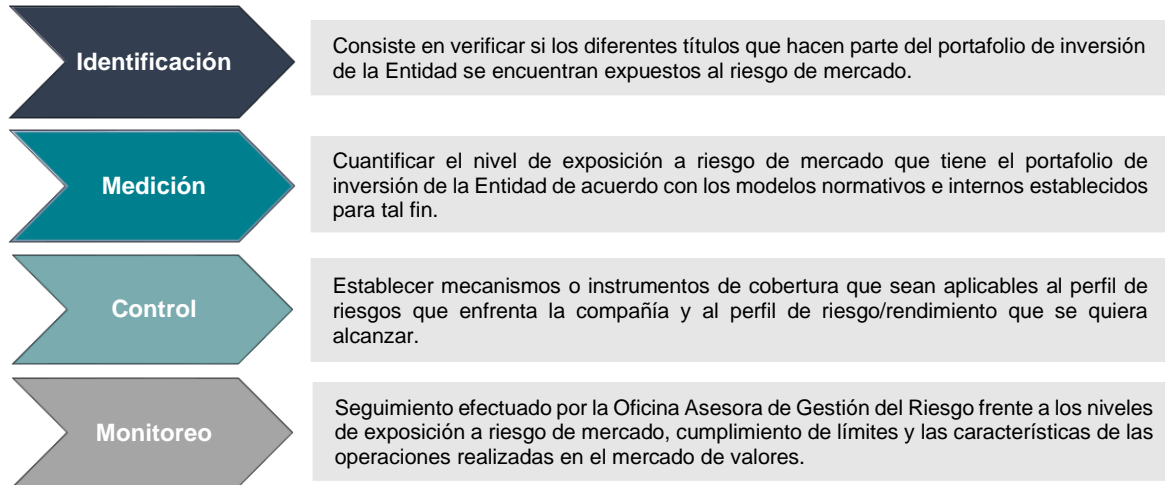 Identificación
Consiste en verificar si los diferentes títulos que hacen parte del portafolio de inversión
de la Entidad se encuentran expuestos al riesgo de mercado.
Medición
Cuantificar el nivel de exposición a riesgo de mercado que tiene el portafolio de
inversión de la Entidad de acuerdo con los modelos normativos e internos establecidos
para tal fin.
Control
Establecer mecanismos o instrumentos de cobertura que sean aplicables al perfil de
riesgos que enfrenta la compañía y al perfil de riesgo/rendimiento que se quiera
alcanzar.
Monitoreo
Seguimiento efectuado por la Oficina Asesora de Gestión del Riesgo frente a los niveles
de exposición a riesgo de mercado, cumplimiento de límites y las características de las
operaciones realizadas en el mercado de valores.